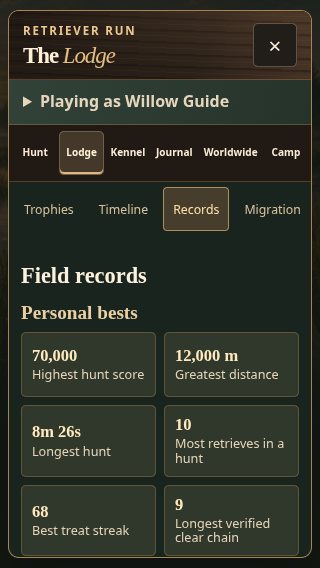 RETRIEVER RUN
The Lodge
×
▶ Playing as Willow Guide
Hunt Lodge Kennel Journal Worldwide Camp
Trophies Timeline Records Migration
Field records
Personal bests
70,000
Highest hunt score
12,000 m
Greatest distance
8m 26s
Longest hunt
10
Most retrieves in a
hunt
68
Best treat streak
9
Longest verified
clear chain